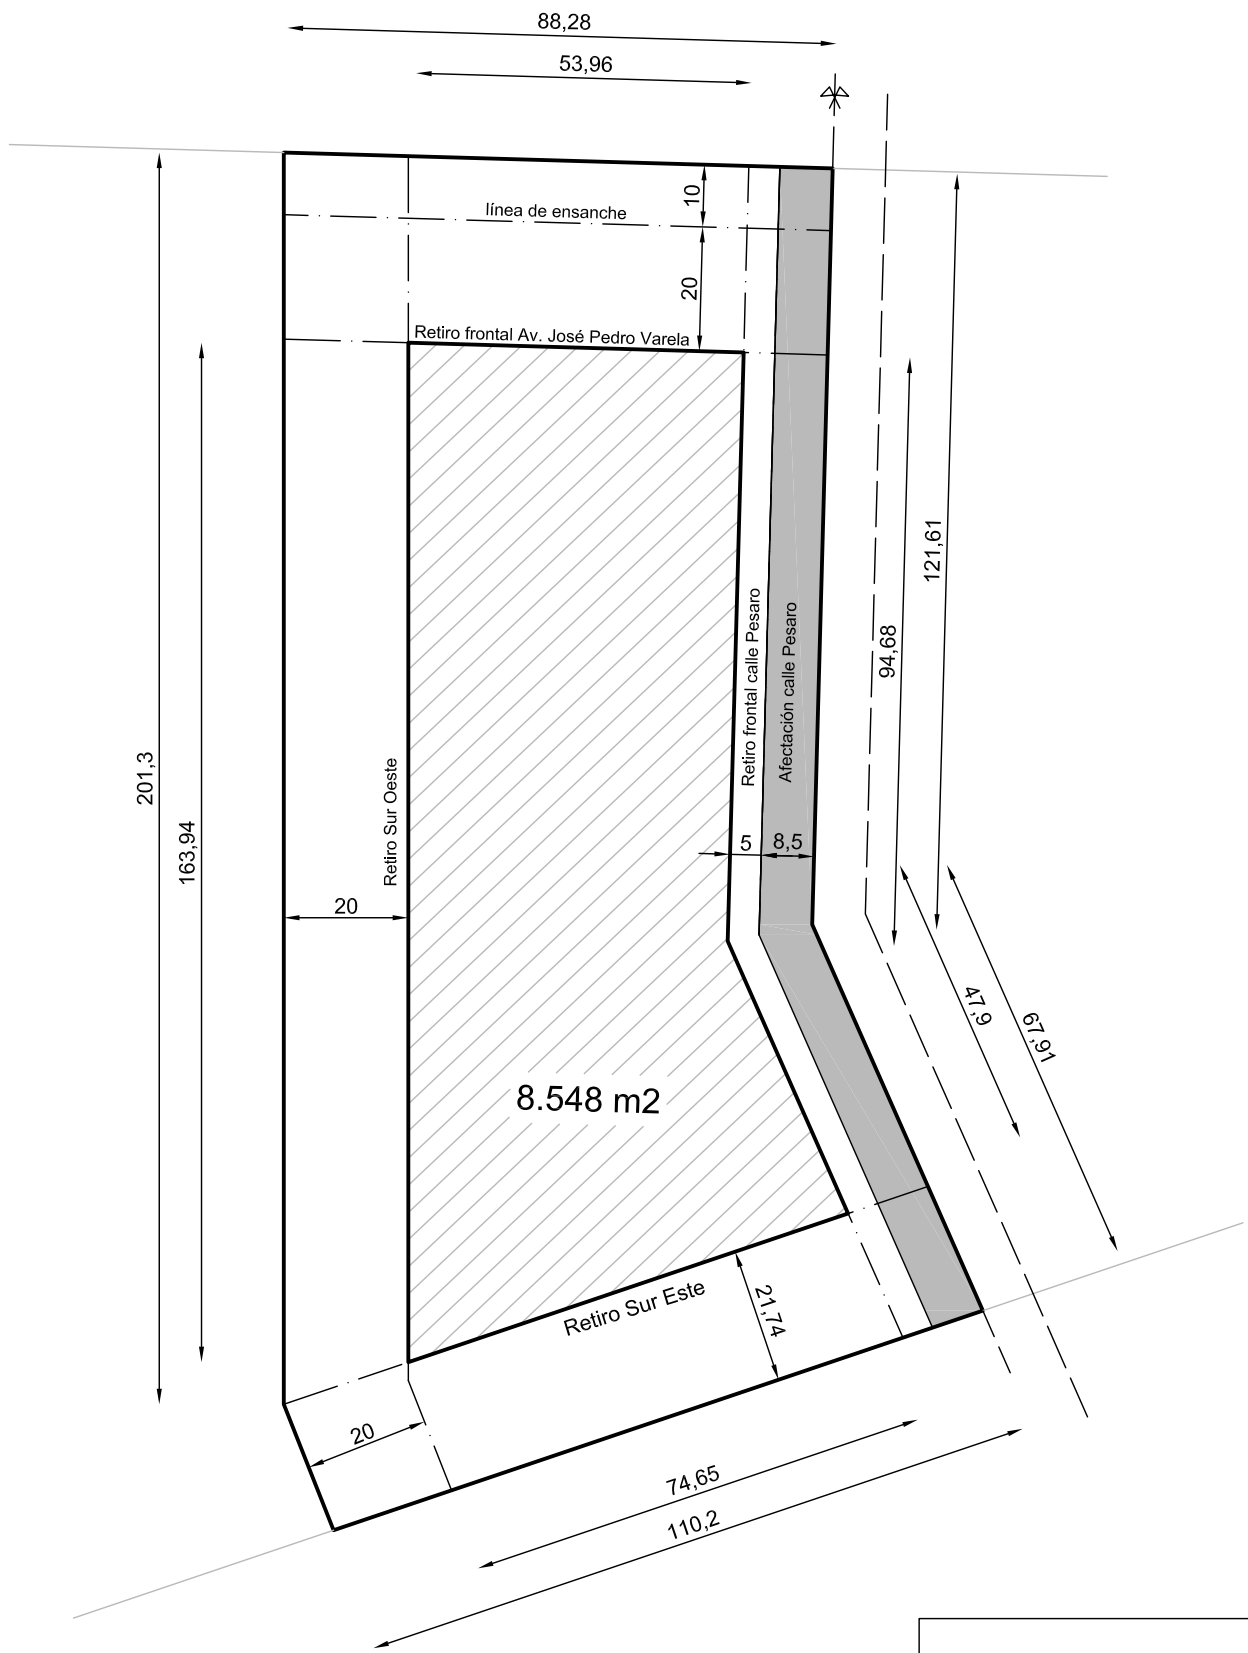 88,28
53,96
10
línea de ensanche
20
Retiro frontal Av. José Pedro Varela
121,61
94,68
Retiro frontal calle Pesaro
Afectación calle Pesaro
201,3
163,94
Retiro Sur Oeste
5
8,5
20
47,9
67,91
8.548 m2
Retiro Sur Este
21,74
20
74,65
110,2